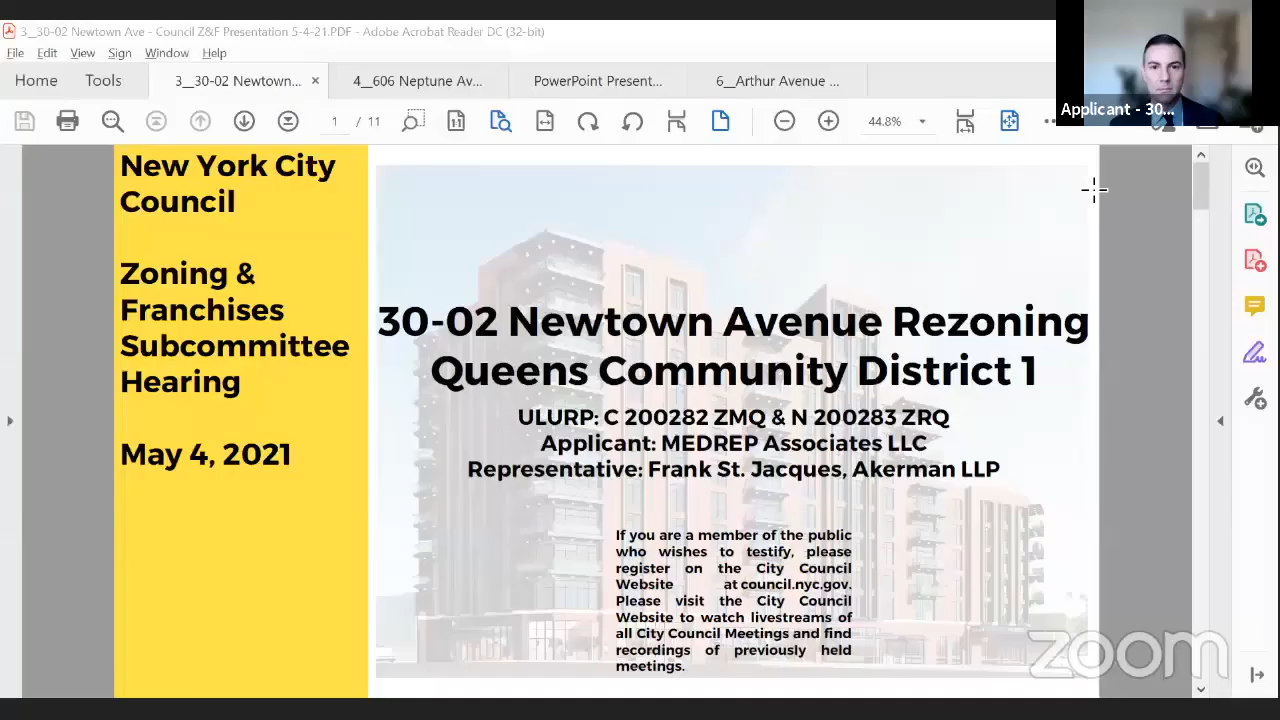 3__30-02 Newtown Ave - Council Z&F Presentation 5-4-21.PDF - Adobe Acrobat Reader DC (32-bit)
File Edit View Sign Window Help
Home Tools 3__30-02 Newtown... × 4__606 Neptune Av... PowerPoint Present... 6__Arthur Avenue ...
1 / 11 44.8%
Applicant - 30...
New York City
Council
Zoning &
Franchises
Subcommittee
Hearing
May 4, 2021
30-02 Newtown Avenue Rezoning
Queens Community District 1
ULURP: C 200282 ZMQ & N 200283 ZRQ
Applicant: MEDREP Associates LLC
Representative: Frank St. Jacques, Akerman LLP
If you are a member of the public
who wishes to testify, please
register on the City Council
Website at council.nyc.gov.
Please visit the City Council
Website to watch livestreams of
all City Council Meetings and find
recordings of previously held
meetings.
zoom